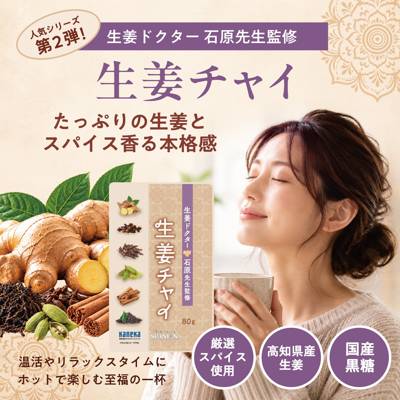 人気シリーズ
第2弾!
生姜ドクター 石原先生監修
生姜チャイ
たっぷりの生姜と
スパイス香る本格感
生姜ドクター 石原先生監修
生姜チャイ
80g
kaneka
温活やリラックスタイムに
ホットで楽しむ至福の一杯
厳選
スパイス
使用
高知県産
生姜
国産
黒糖